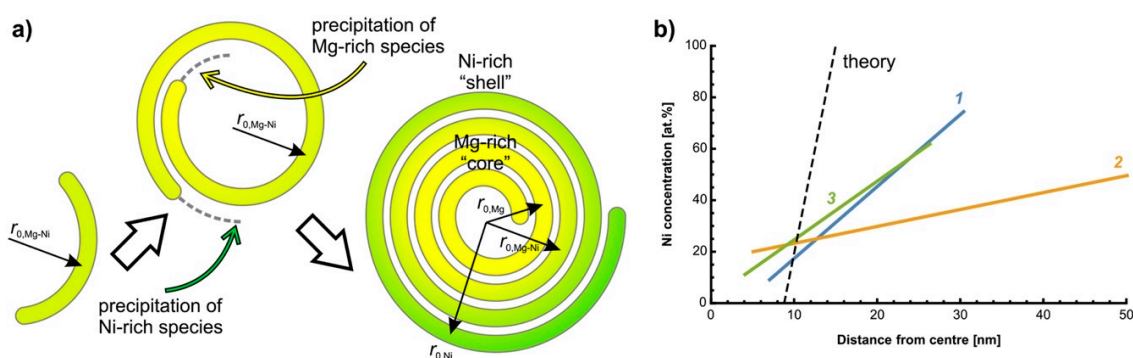 a)
precipitation of
Mg-rich species
r0,Mg-Ni
r0,Mg-Ni
precipitation of
Ni-rich species
Ni-rich
"shell"
Mg-rich
"core"
r0,Mg
r0,Mg-Ni
r0,Ni
b)
Ni concentration [at.%]
100
80
60
40
20
0
theory
1
2
3
0
10
20
30
40
50
Distance from centre [nm]